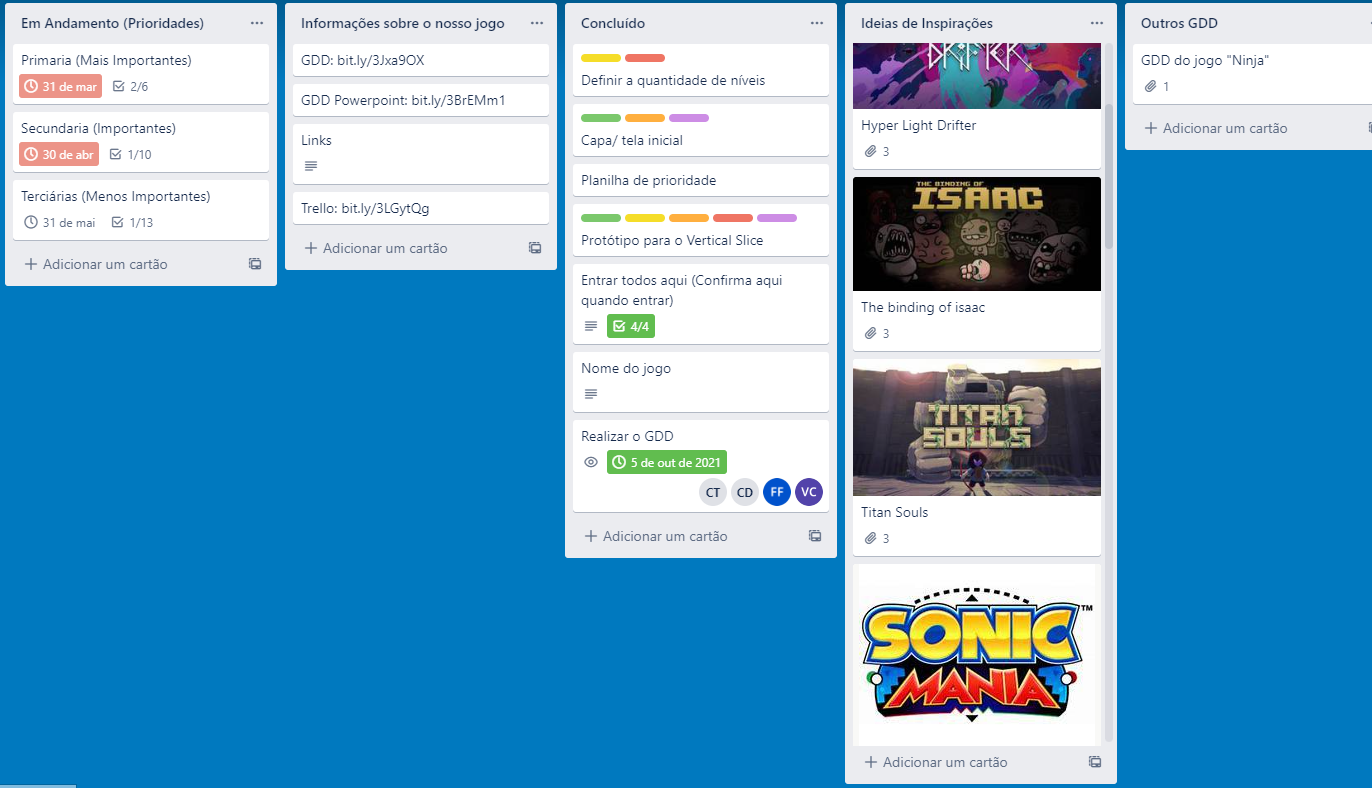 Em Andamento (Prioridades)
Primaria (Mais Importantes)
31 de mar 2/6
Secundaria (Importantes)
30 de abr 1/10
Terciárias (Menos Importantes)
31 de mai 1/13
Adicionar um cartão
Informações sobre o nosso jogo
GDD: bit.ly/3Jxa9OX
GDD Powerpoint: bit.ly/3BrEMm1
Links
Trello: bit.ly/3LGytQg
Adicionar um cartão
Concluído
Definir a quantidade de níveis
Capa/ tela inicial
Planilha de prioridade
Protótipo para o Vertical Slice
Entrar todos aqui (Confirma aqui
quando entrar)
4/4
Nome do jogo
Realizar o GDD
5 de out de 2021
CT CD FF VC
Adicionar um cartão
Ideias de Inspirações
DRIFTER
Hyper Light Drifter
3
THE BINDING OF
ISAAC
The binding of isaac
3
TITAN
SOULS
Titan Souls
3
SONIC
MANIA
TM
Adicionar um cartão
Outros GDD
GDD do jogo "Ninja"
1
Adicionar um cartão